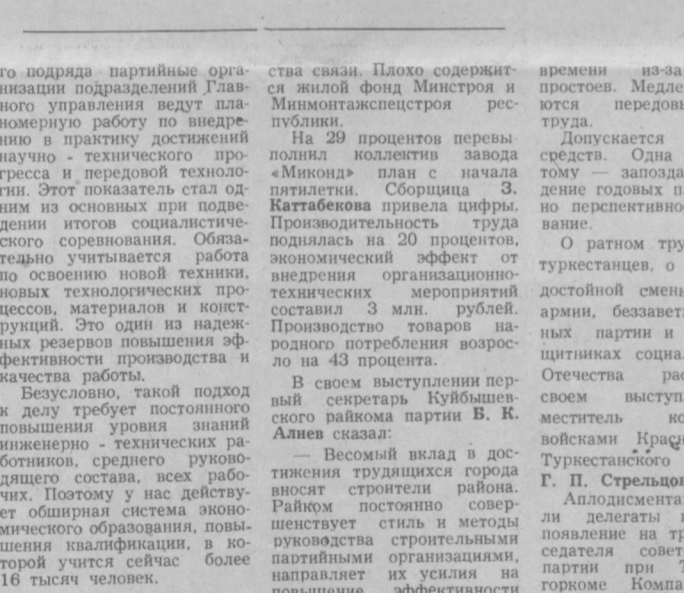 го подряда партийные орга-
низации подразделений Глав-
ного управления ведут пла-
номерную работу по внедре-
нию в практику достижений
научно - технического про-
гресса и передовой техноло-
гии. Этот показатель стал од-
ним из основных при подве-
дении итогов социалистиче-
ского соревнования. Обяза-
тельно учитывается работа
по освоению новой техники,
новых технологических про-
цессов, материалов и конст-
рукций. Это один из надеж-
ных резервов повышения эф-
фективности производства и
качества работы.
Безусловно, такой подход
к делу требует постоянного
повышения уровня знаний
инженерно - технических ра-
ботников, среднего руково-
дящего состава, всех рабо-
чих. Поэтому у нас действу-
ет обширная система эконо-
мического образования, повы-
шения квалификации, в ко-
торой учится сейчас более
16 тысяч человек.
ства связи. Плохо содержит-
ся жилой фонд Минстроя и
Минмонтажспецстроя рес-
публики.
На 29 процентов перевы
полнил коллектив завода
«Миконд» план с начала
пятилетки. Сборщица З.
Каттабекова привела цифры.
Производительность труда
поднялась на 20 процентов,
экономический эффект от
внедрения организационно-
технических мероприятий
составил 3 млн. рублей.
Производство товаров на-
родного потребления возрос-
ло на 43 процента.
В своем выступлении пер-
вый секретарь Куйбышев-
ского райкома партии Б. К.
Алиев сказал:
— Весомый вклад в дос-
тижения трудящихся города
вносят строители района.
Райком постоянно совер-
шенствует стиль и методы
руководства строительными
партийными организациями,
направляет их усилия на
повышение эффективности
времени из-за
простоев. Медле
ются передовы
труда.
Допускается
средств. Одна
тому — запозда
дение годовых п
но перспективно
вание.
О ратном тру
туркестанцев, о
достойной смень
армии, беззавет
ных партии и
щитниках социа
Отечества рас
своем выступ
меститель ко
войсками Красн
Туркестанского
Г. П. Стрельцо
Аплодисмента
ли делегаты
появление на тр
седателя совет
партии при Т
горкоме Компа